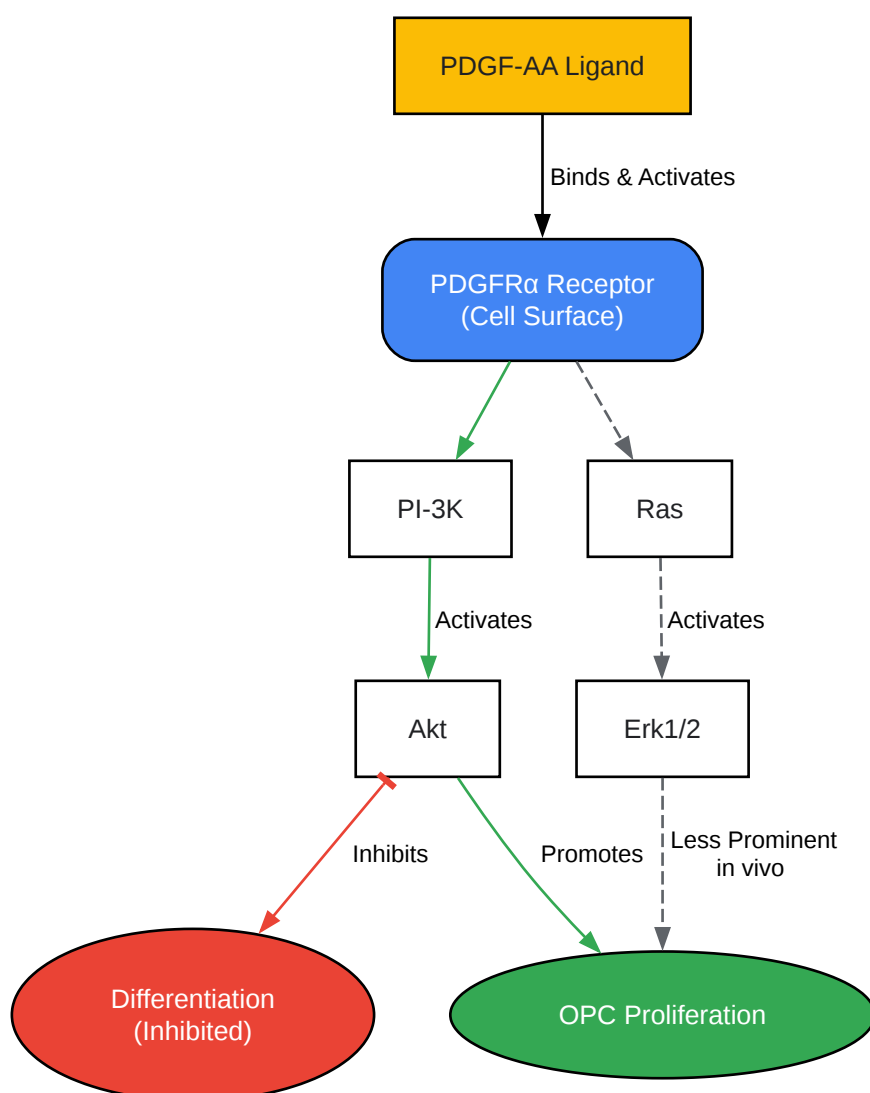 PDGF-AA Ligand
Binds & Activates
PDGFRα Receptor
(Cell Surface)
PI-3K
Ras
Activates
Activates
Akt
Erk1/2
Inhibits
Promotes
Less Prominent
in vivo
Differentiation
(Inhibited)
OPC Proliferation